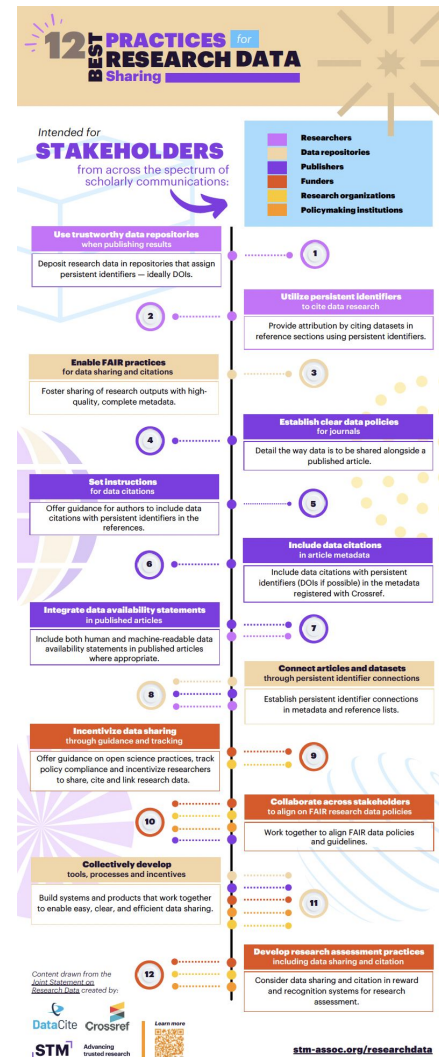 12 BEST PRACTICES for
RESEARCH DATA
Sharing
Intended for
STAKEHOLDERS
from across the spectrum of
scholarly communications:
Researchers
Data repositories
Publishers
Funders
Research organizations
Policymaking institutions
Use trustworthy data repositories
when publishing results
Deposit research data in repositories that assign
persistent identifiers — ideally DOIs.
1
Utilize persistent identifiers
to cite data research
Provide attribution by citing datasets in
reference sections using persistent identifiers.
2
Enable FAIR practices
for data sharing and citations
Foster sharing of research outputs with high-
quality, complete metadata.
3
Establish clear data policies
for journals
Detail the way data is to be shared alongside a
published article.
4
Set instructions
for data citations
Offer guidance for authors to include data
citations with persistent identifiers in the
references.
5
Include data citations
in article metadata
Include data citations with persistent
identifiers (DOIs if possible) in the metadata
registered with Crossref.
6
Integrate data availability statements
in published articles
Include both human and machine-readable data
availability statements in published articles
where appropriate.
7
Connect articles and datasets
through persistent identifier connections
Establish persistent identifier connections
in metadata and reference lists.
8
Incentivize data sharing
through guidance and tracking
Offer guidance on open science practices, track
policy compliance and incentivize researchers
to share, cite and link research data.
9
Collaborate across stakeholders
to align on FAIR research data policies
Work together to align FAIR data policies
and guidelines.
10
Collectively develop
tools, processes and incentives
Build systems and products that work together
to enable easy, clear, and efficient data sharing.
11
Develop research assessment practices
including data sharing and citation
Consider data sharing and citation in reward
and recognition systems for research
assessment.
12
Content drawn from the
Joint Statement on
Research Data created by:
DataCite Crossref
STM Advancing
trusted research
Learn more
stm-assoc.org/researchdata